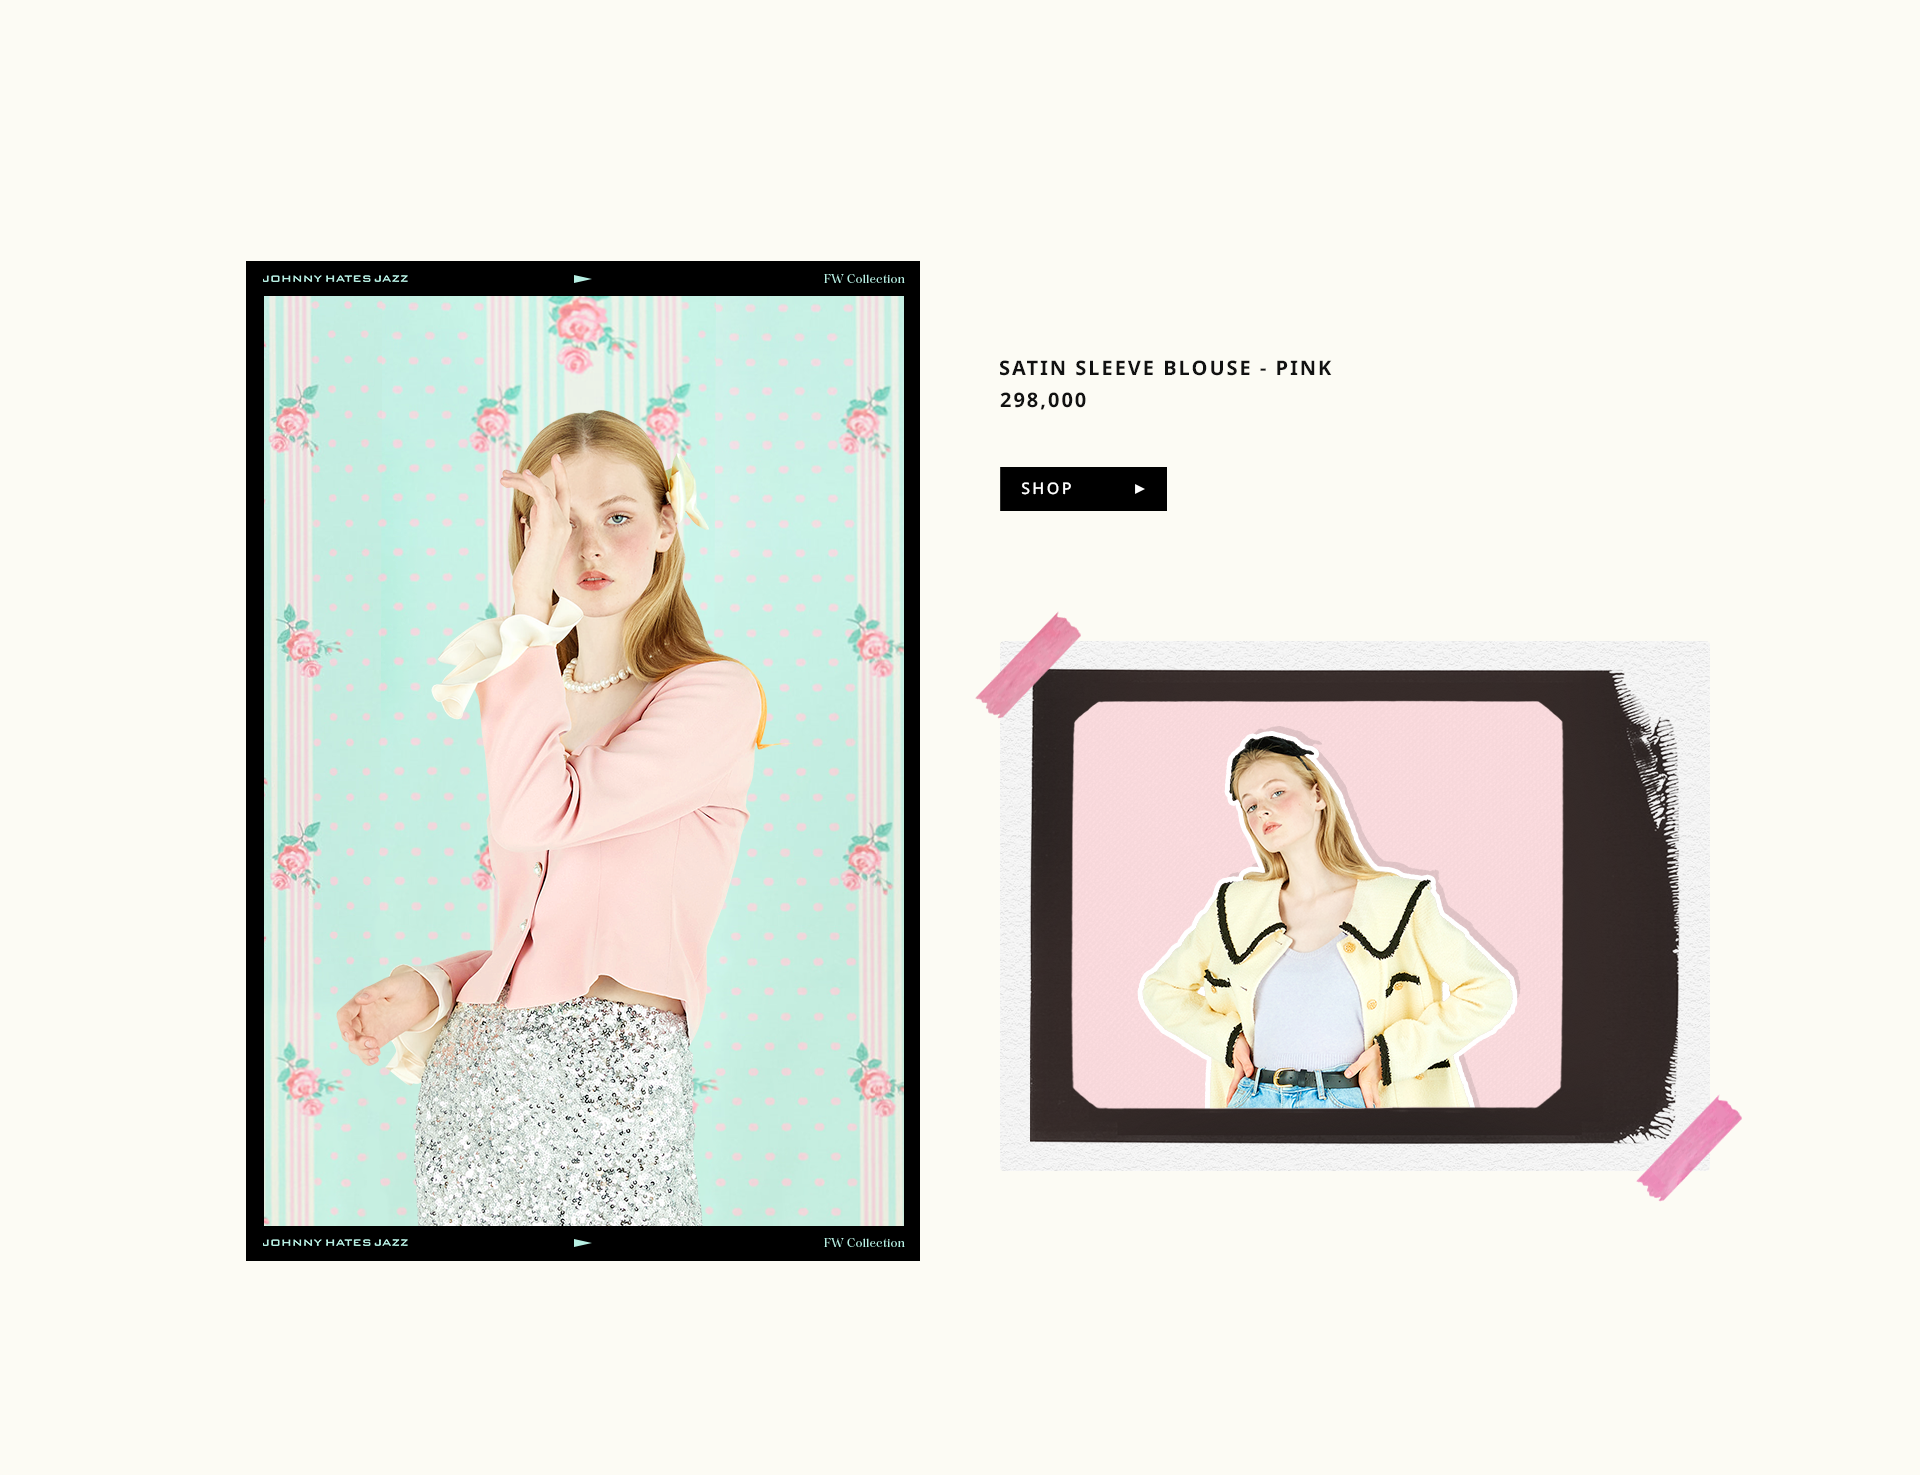 JOHNNY HATES JAZZ
FW Collection
SATIN SLEEVE BLOUSE - PINK
298,000
SHOP
JOHNNY HATES JAZZ
FW Collection